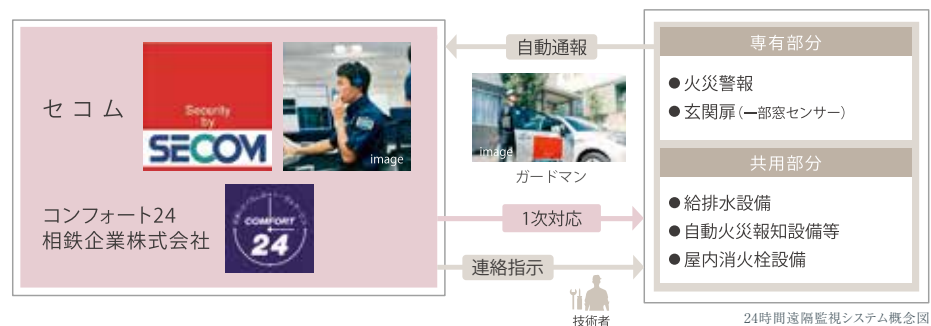 セコム
Security
by
SECOM
image
コンフォート24
相鉄企業株式会社
COMFORT
24
自動通報
image
ガードマン
1次対応
連絡指示
技術者
専有部分
●火災警報
●玄関扉(一部窓センサー)
共用部分
●給排水設備
●自動火災報知設備等
●屋内消火栓設備
24時間遠隔監視システム概念図